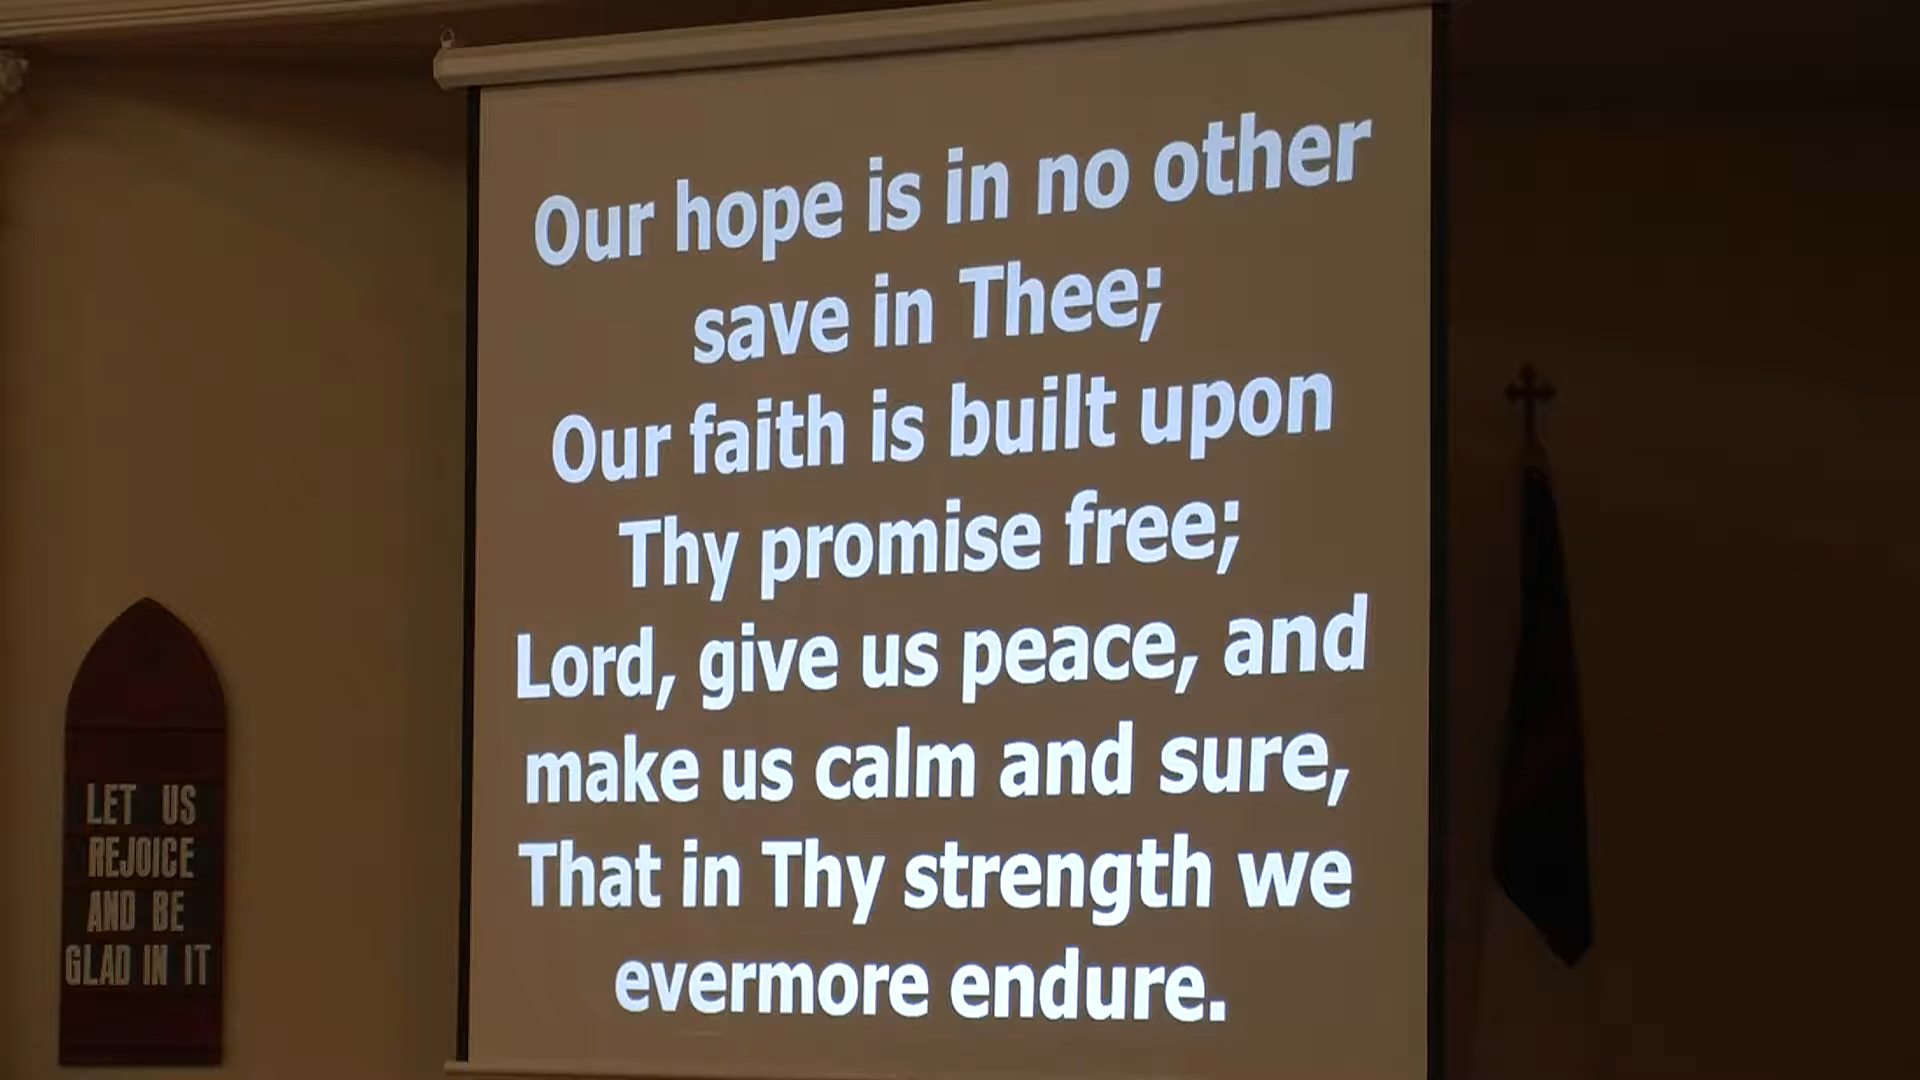 Our hope is in no other
save in Thee;
Our faith is built upon
Thy promise free;
Lord, give us peace, and
make us calm and sure,
That in Thy strength we
evermore endure.
LET US
REJOICE
AND BE
GLAD IN IT